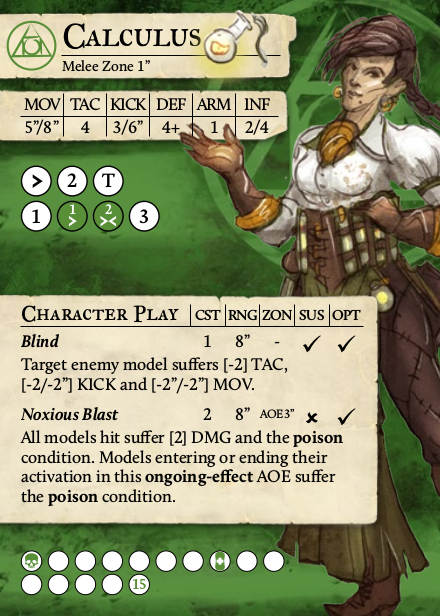 CALCULUS
Melee Zone 1”
MOV TAC KICK DEF ARM INF
5”/8” 4 3/6” 4+ 1 2/4
> 2 T
1 1 > 2 >< 3
CHARACTER PLAY CST RNG ZON SUS OPT
Blind 1 8” - ✓ ✓
Target enemy model suffers [-2] TAC,
[-2/-2”] KICK and [-2”/-2”] MOV.
Noxious Blast 2 8” AOE 3” ✗ ✓
All models hit suffer [2] DMG and the poison
condition. Models entering or ending their
activation in this ongoing-effect AOE suffer
the poison condition.
15